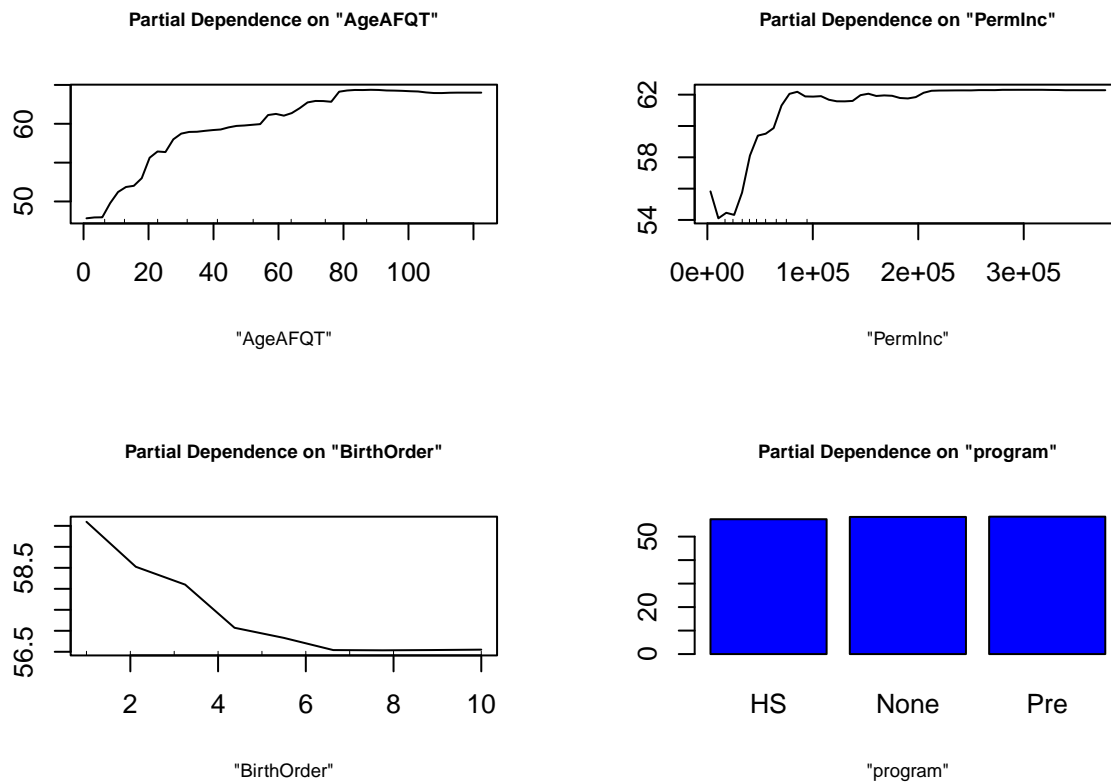 Partial Dependence on "AgeAFQT"
50 60
0 20 40 60 80 100
"AgeAFQT"
Partial Dependence on "PermInc"
54 58 62
0e+00 1e+05 2e+05 3e+05
"PermInc"
Partial Dependence on "BirthOrder"
56.5 58.5
2 4 6 8 10
"BirthOrder"
Partial Dependence on "program"
0 20 50
HS None Pre
"program"